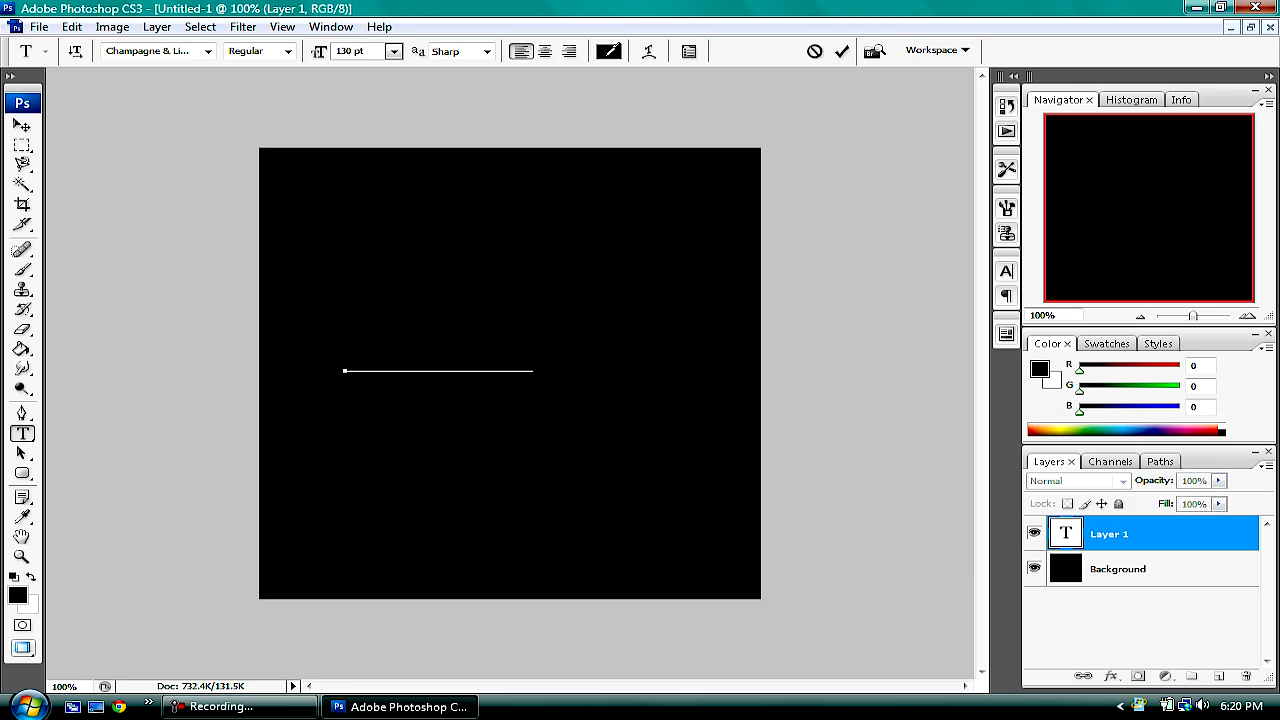 Adobe Photoshop CS3 - [Untitled-1 @ 100% (Layer 1, RGB/8)]
File Edit Image Layer Select Filter View Window Help
T Champagne & Li... Regular 130 pt Sharp Workspace
Ps
Navigator Histogram Info
100%
Color Swatches Styles
R 0
G 0
B 0
Layers Channels Paths
Normal Opacity: 100%
Lock: Fill: 100%
T Layer 1
Background
100% Doc: 732.4K/131.5K
Recording... Adobe Photoshop C... 6:20 PM